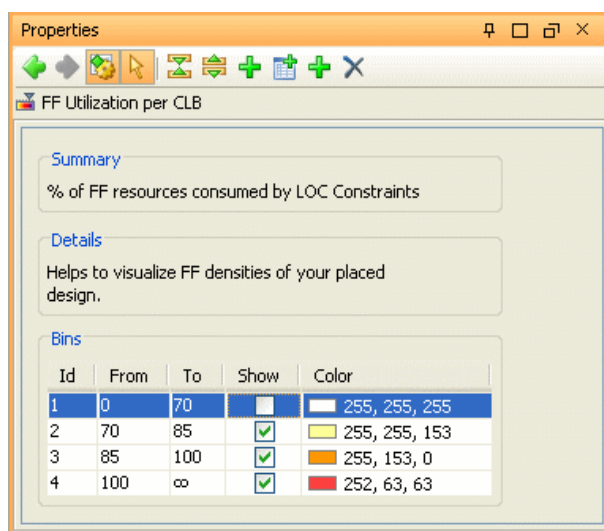 Properties
FF Utilization per CLB
Summary
% of FF resources consumed by LOC Constraints
Details
Helps to visualize FF densities of your placed
design.
Bins
Id From To Show Color
1 0 70 255, 255, 255
2 70 85 255, 255, 153
3 85 100 255, 153, 0
4 100 ∞ 252, 63, 63